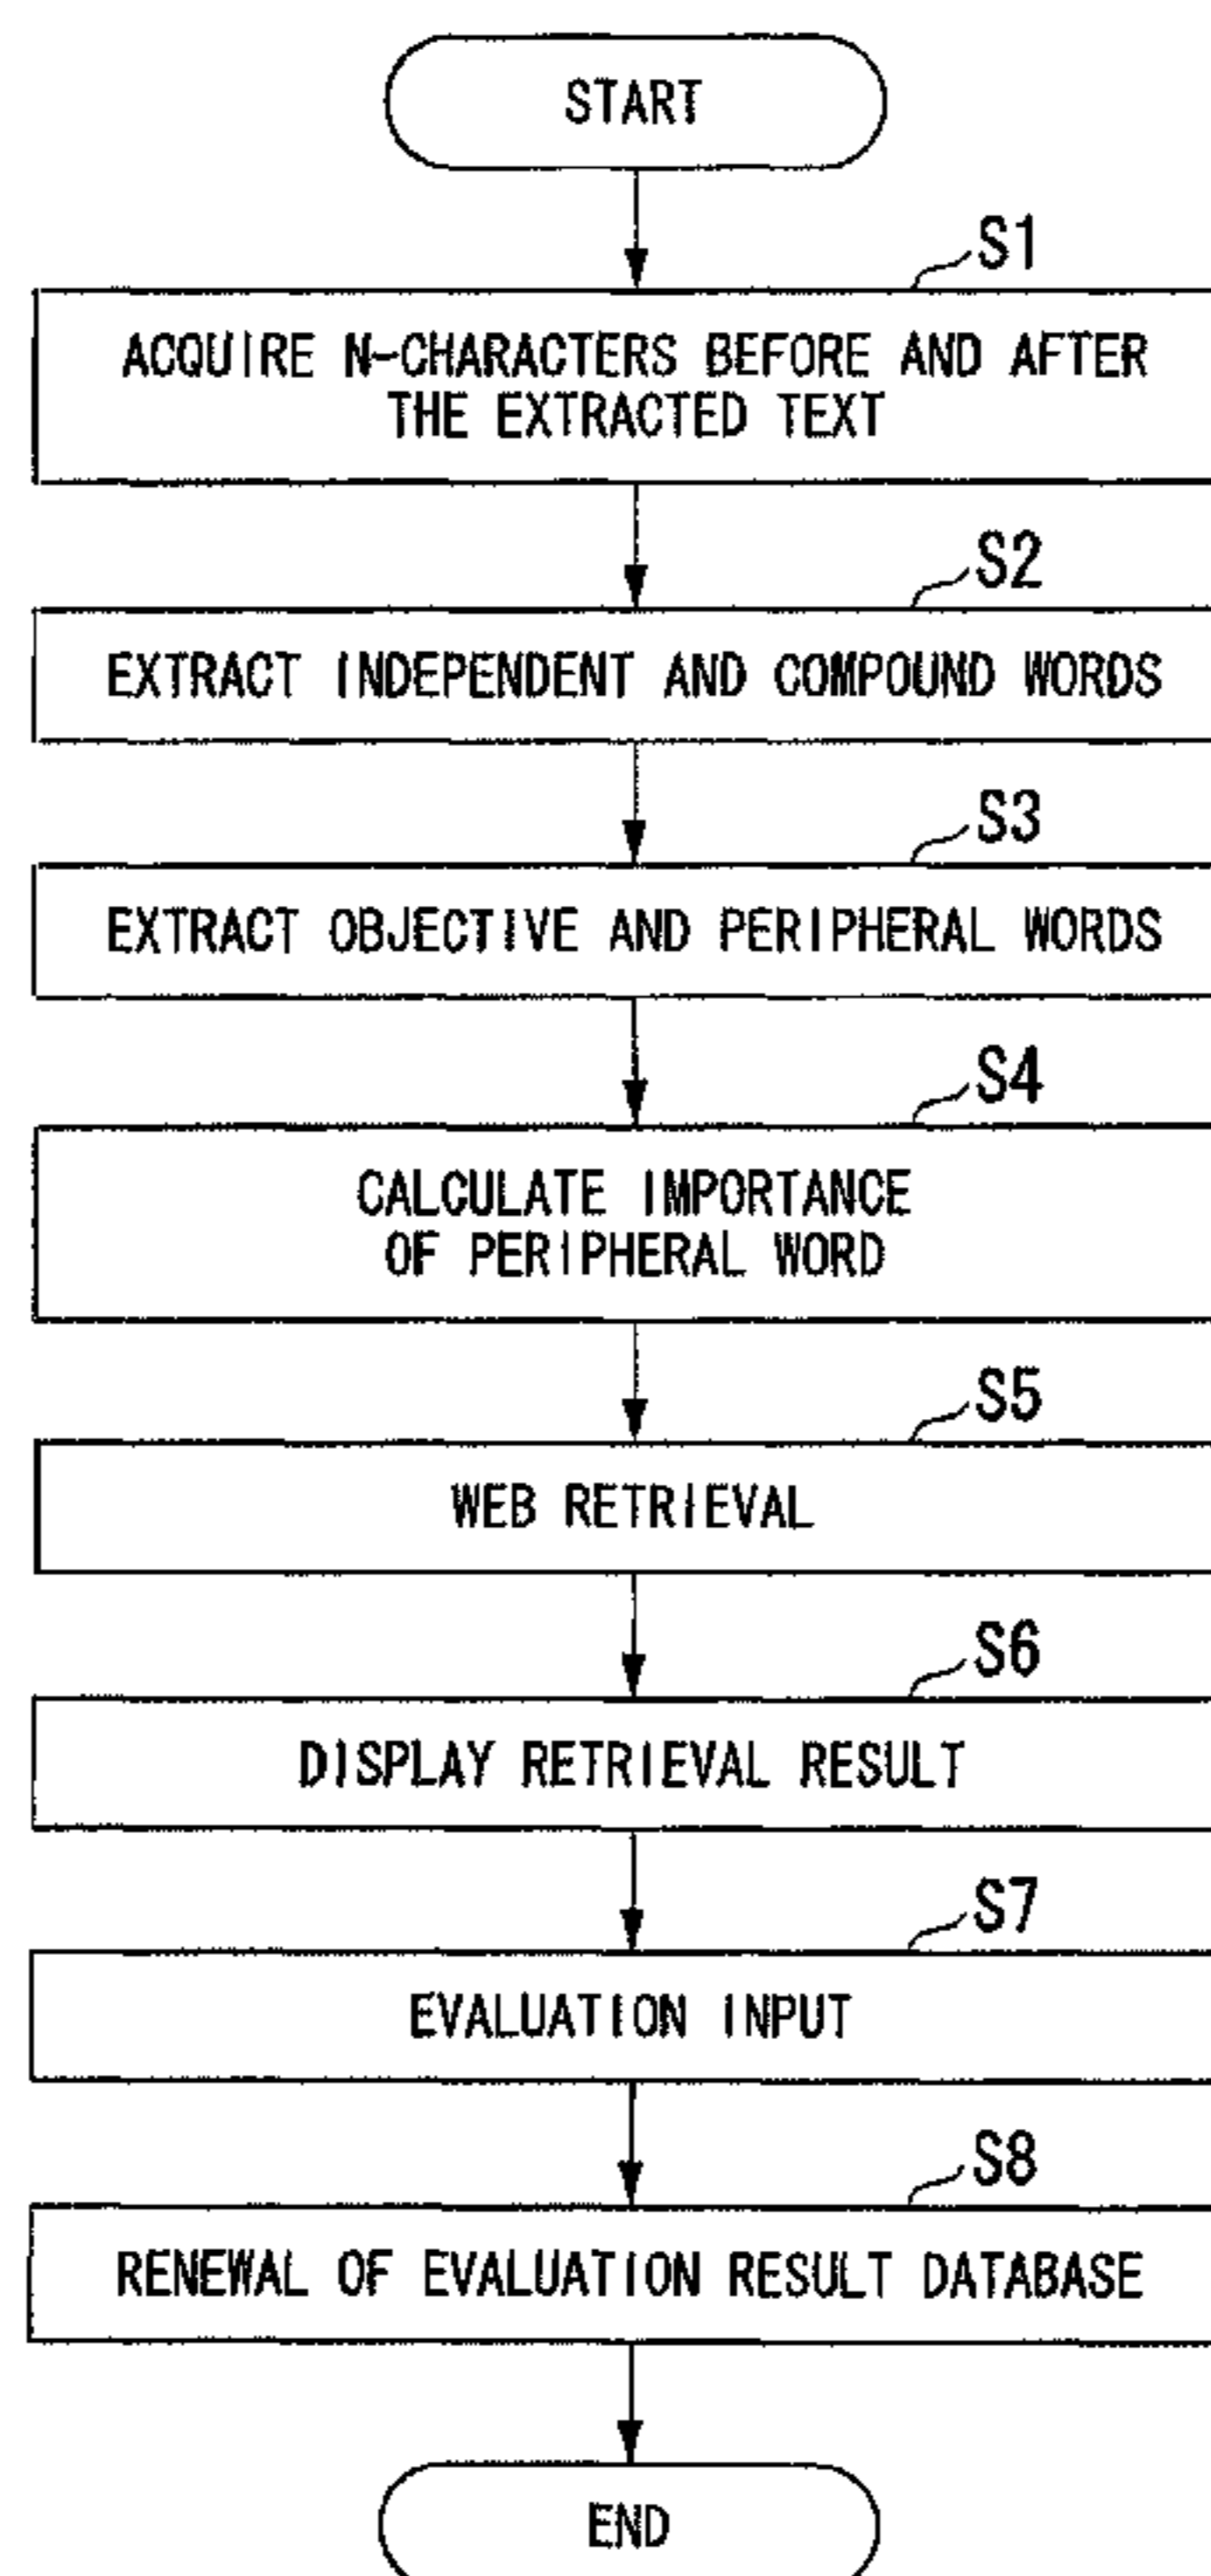 START
S1
ACQUIRE N-CHARACTERS BEFORE AND AFTER
THE EXTRACTED TEXT
S2
EXTRACT INDEPENDENT AND COMPOUND WORDS
S3
EXTRACT OBJECTIVE AND PERIPHERAL WORDS
S4
CALCULATE IMPORTANCE
OF PERIPHERAL WORD
S5
WEB RETRIEVAL
S6
DISPLAY RETRIEVAL RESULT
S7
EVALUATION INPUT
S8
RENEWAL OF EVALUATION RESULT DATABASE
END